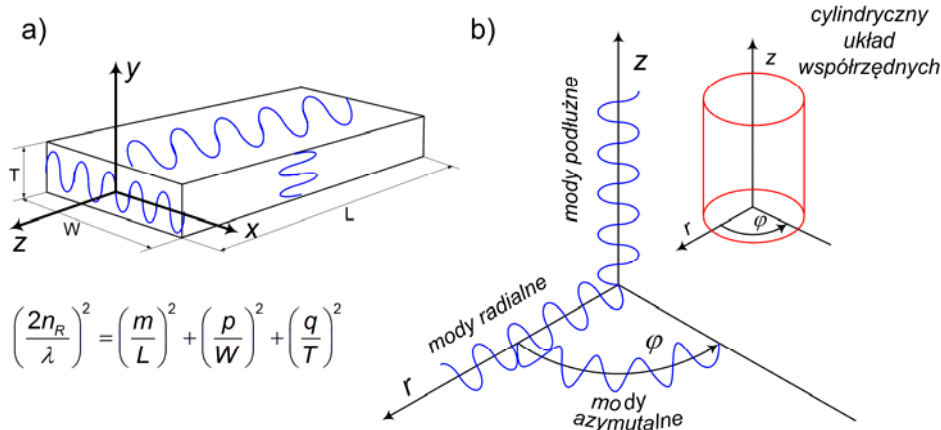 a)
y
T
W
z
x
L
(2n_R/λ)² = (m/L)² + (p/W)² + (q/T)²
b)
z
mody podłużne
mody radialne
r
φ
mody
azymutalne
cylindryczny
układ
współrzędnych
z
r
φ